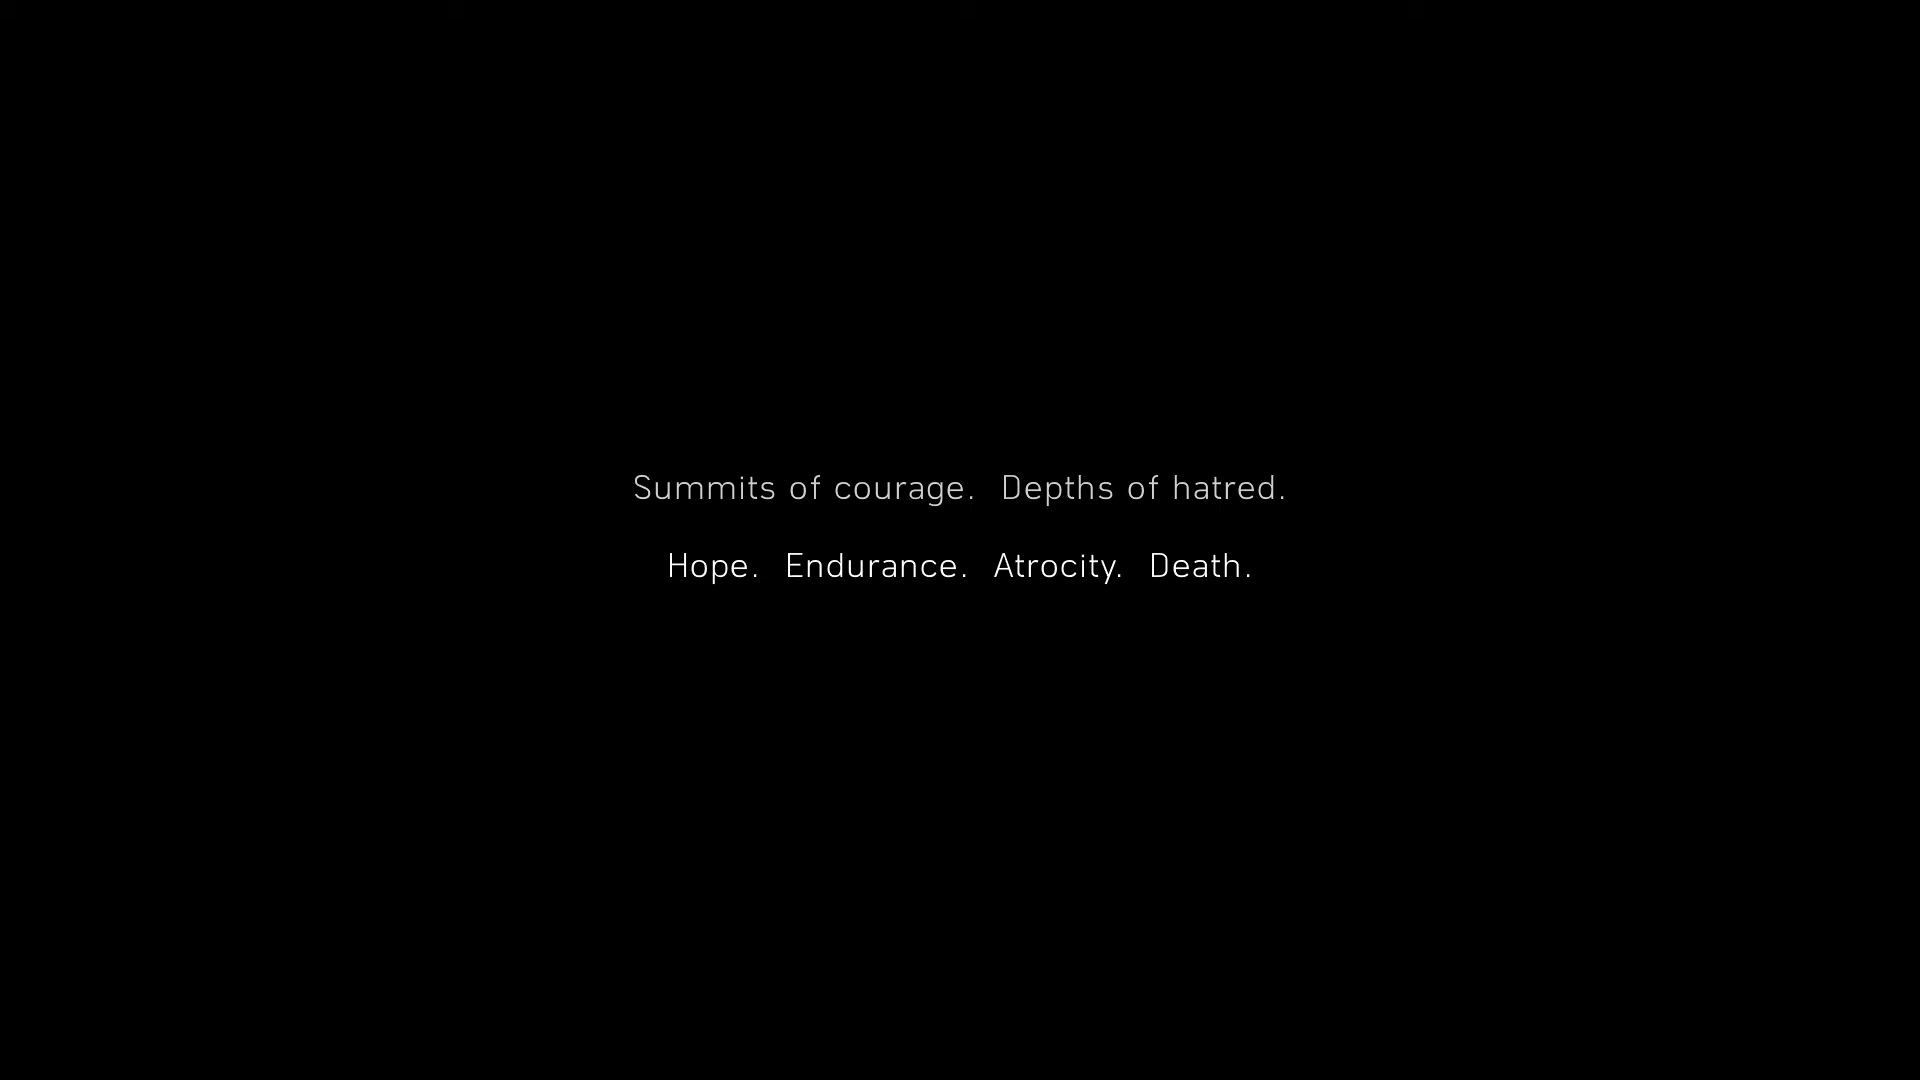 Summits of courage. Depths of hatred.
Hope. Endurance. Atrocity. Death.